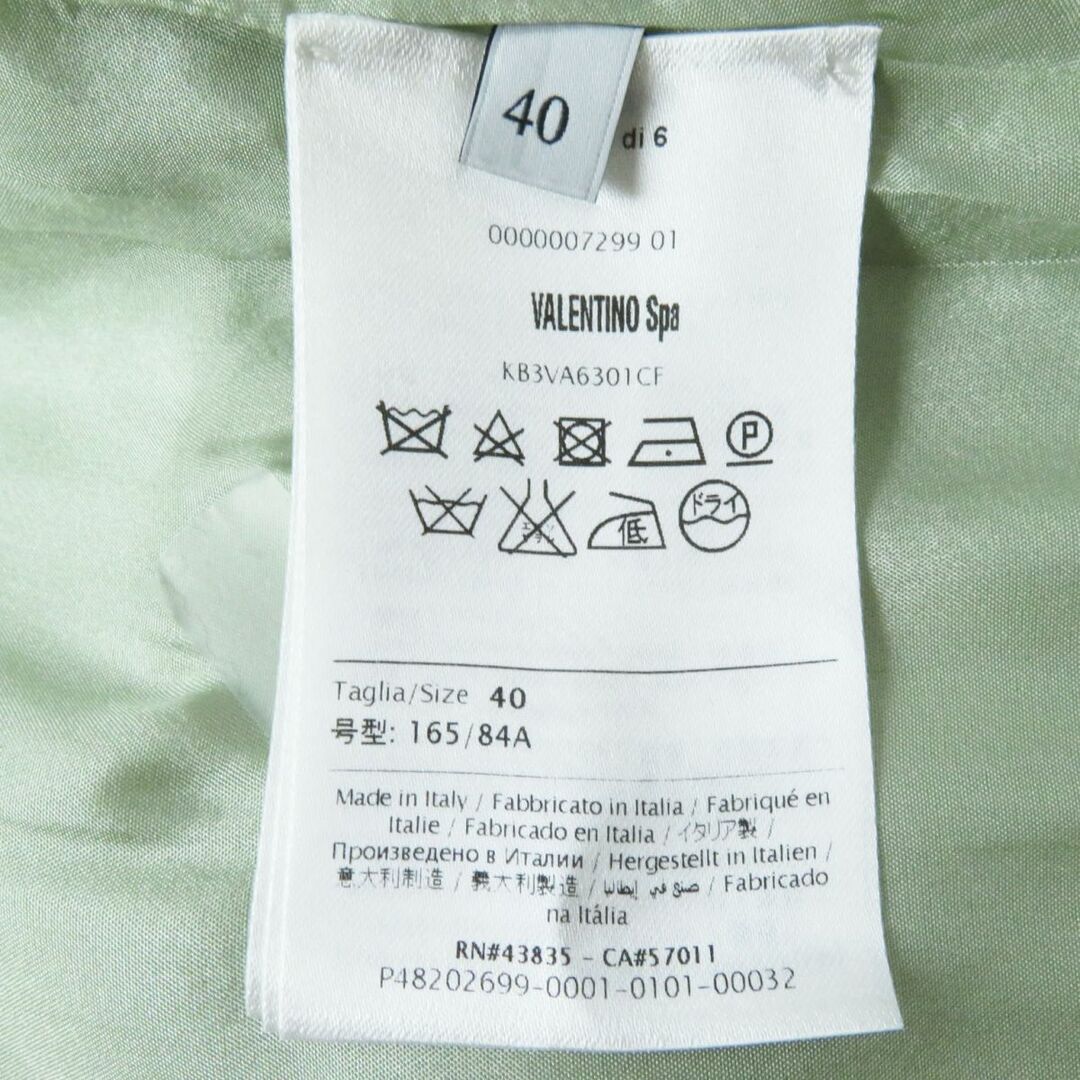 40
di 6
0000007299 01
VALENTINO Spa
KB3VA6301CF
P
低 ドライ
Taglia/Size 40
号型: 165/84A
Made in Italy / Fabbricato in Italia / Fabriqué en
Italie / Fabricado en Italia / イタリア製 /
Произведено в Италии / Hergestellt in Italien /
意大利制造 / 義大利製造 / صنع في إيطاليا / Fabricado
na Itália
RN#43835 - CA#57011
P48202699-0001-0101-00032